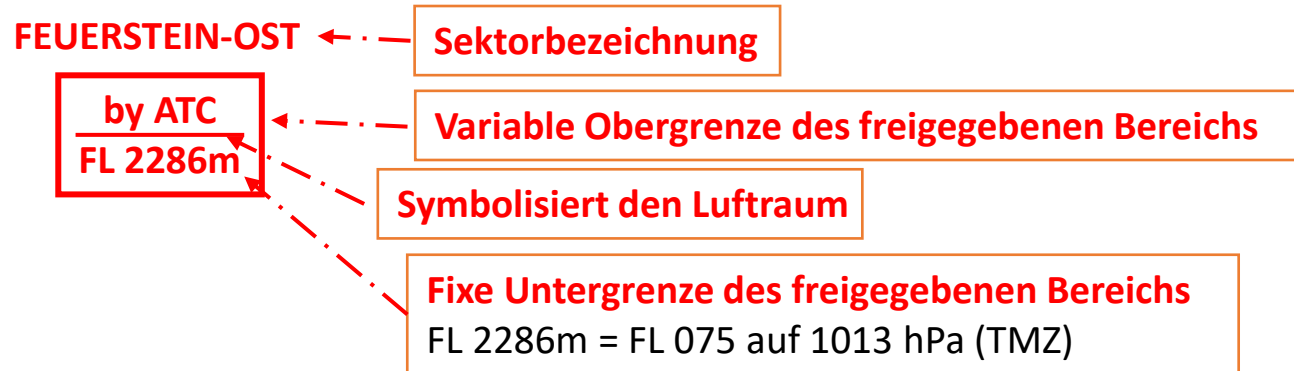 FEUERSTEIN-OST
Sektorbezeichnung
by ATC
FL 2286m
Variable Obergrenze des freigegebenen Bereichs
Symbolisiert den Luftraum
Fixe Untergrenze des freigegebenen Bereichs
FL 2286m = FL 075 auf 1013 hPa (TMZ)